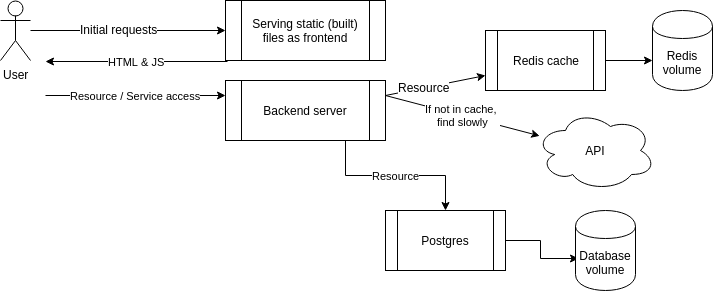 Initial requests
Serving static (built)
files as frontend
User
HTML & JS
Resource / Service access
Backend server
Resource
Redis cache
Redis
volume
If not in cache,
find slowly
API
Resource
Postgres
Database
volume